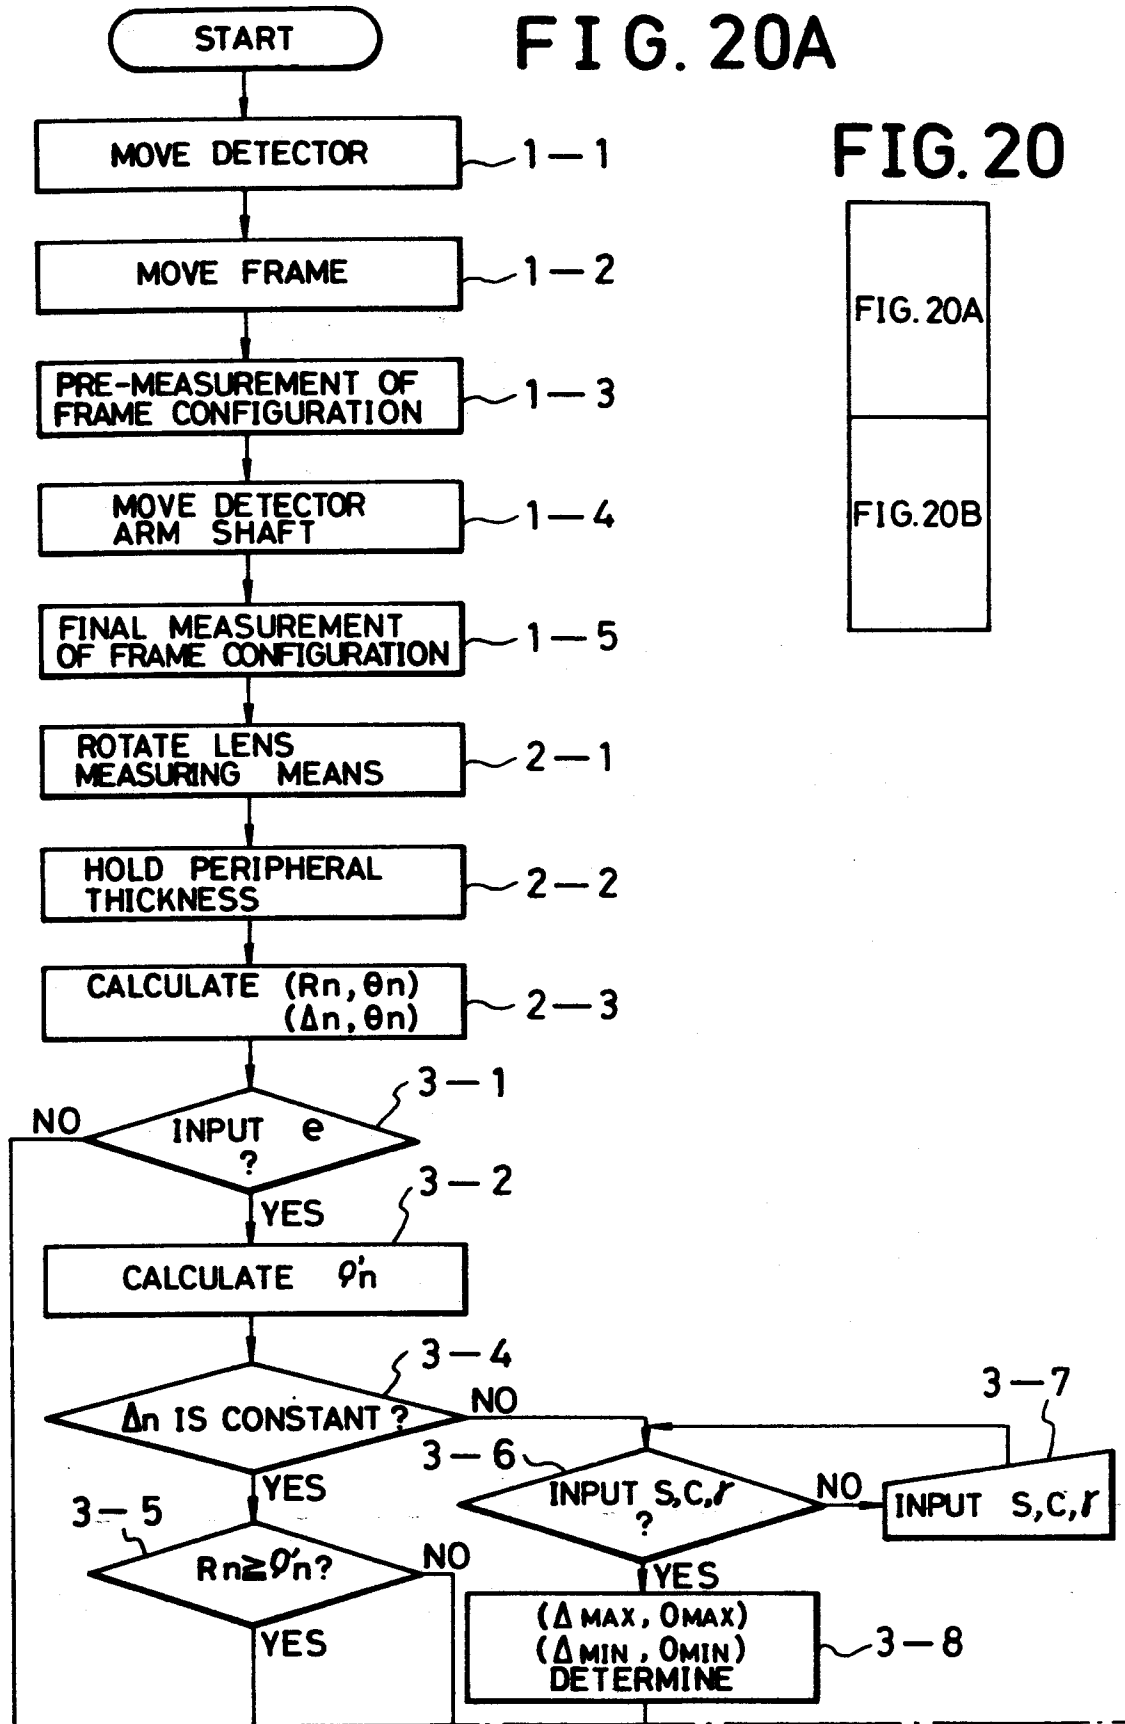 START
FIG. 20A
MOVE DETECTOR
1-1
FIG. 20
MOVE FRAME
1-2
FIG. 20A
PRE-MEASUREMENT OF
FRAME CONFIGURATION
1-3
MOVE DETECTOR
ARM SHAFT
1-4
FIG. 20B
FINAL MEASUREMENT
OF FRAME CONFIGURATION
1-5
ROTATE LENS
MEASURING MEANS
2-1
HOLD PERIPHERAL
THICKNESS
2-2
CALCULATE (Rn, θn)
(Δn, θn)
2-3
3-1
NO
INPUT e
?
YES
3-2
CALCULATE ρ'n
3-4
Δn IS CONSTANT ?
NO
YES
3-7
3-6
INPUT S,C,γ
?
NO
INPUT S,C,γ
YES
3-5
Rn≧ρ'n?
NO
YES
(ΔMAX, OMAX)
(ΔMIN, OMIN)
DETERMINE
3-8